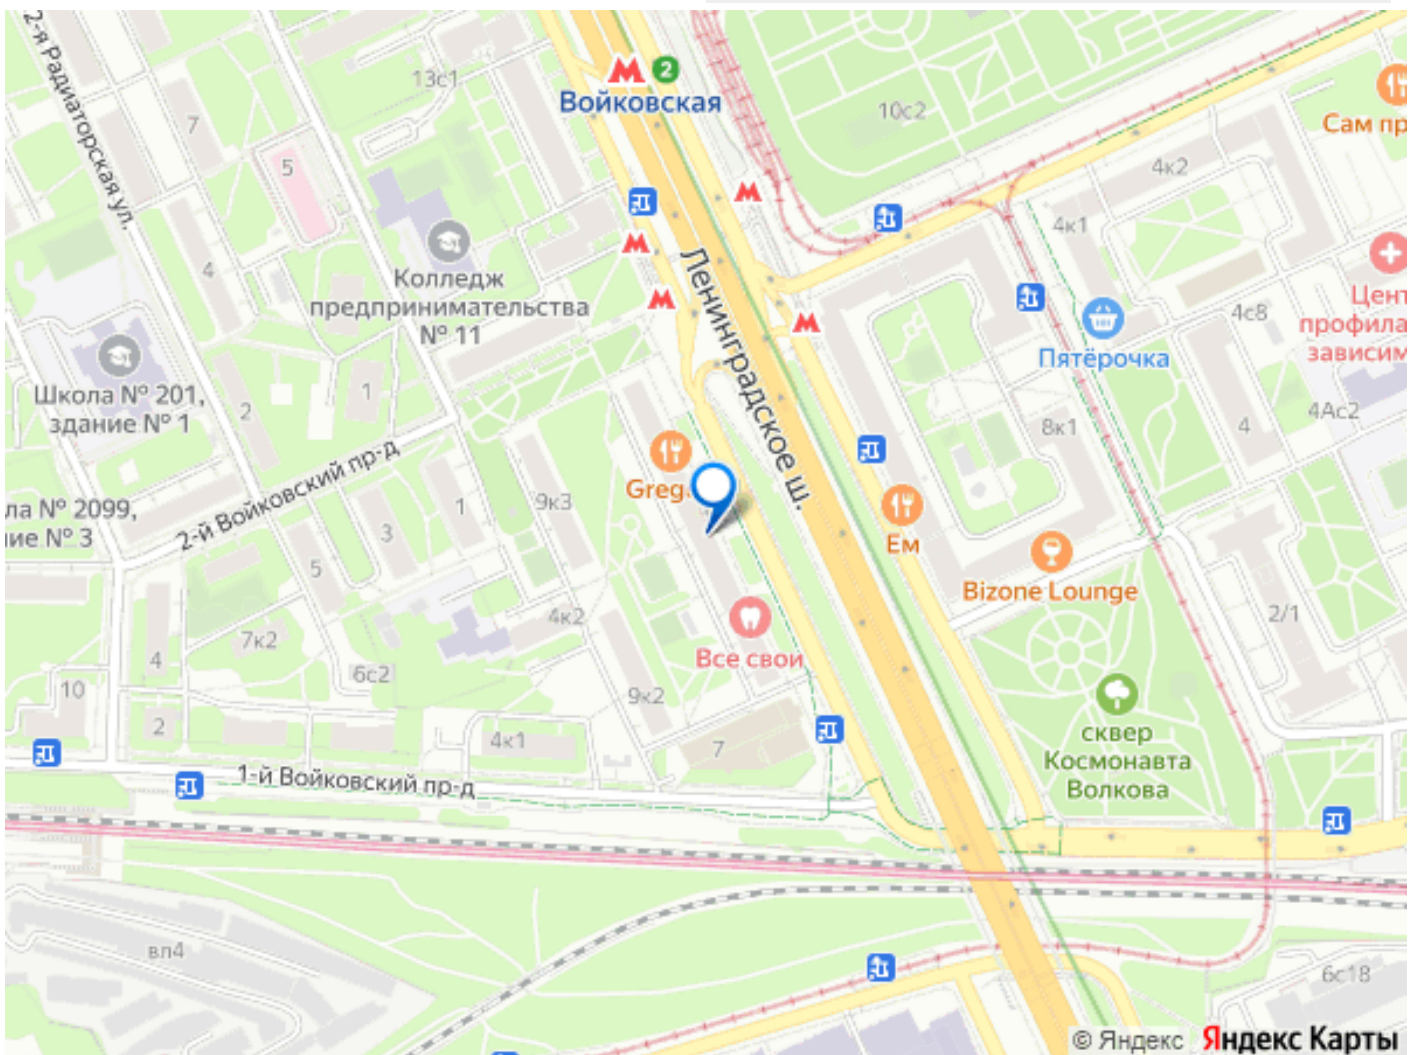 2-я Радиаторская ул.
13с1
7
5
4
2
Войковская
10с2
Сам пр
4к2
4к1
Колледж
предпринимательства
№ 11
Ленинградское ш.
Цент
профила
зависим
4с8
Пятёрочка
Школа № 201,
здание № 1
2
1
4Ас2
4
8к1
2-й Войковский пр-д
Grega
9к3
1
3
5
ла № 2099,
ие № 3
Ем
Bizone Lounge
2/1
4к2
7к2
4
6с2
Все свои
10
2
9к2
4к1
7
1-й Войковский пр-д
сквер
Космонавта
Волкова
вл4
6с18
© Яндекс Яндекс Карты